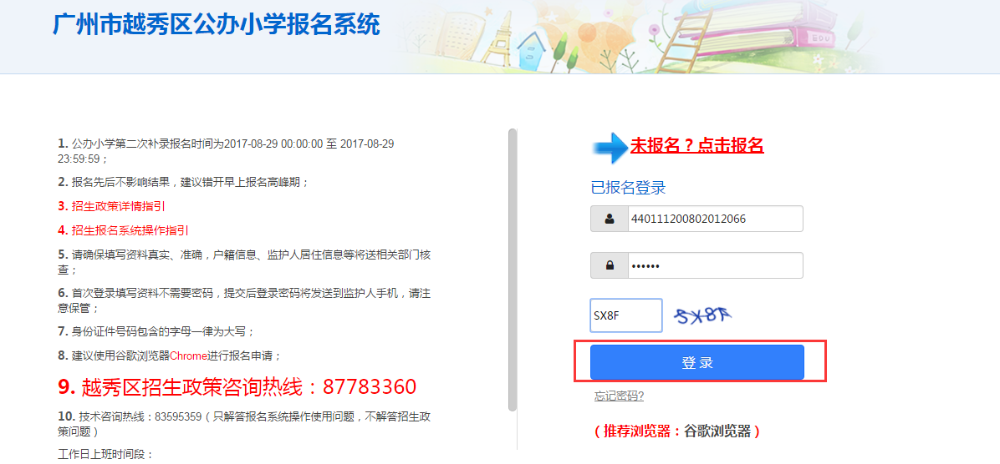 广州市越秀区公办小学报名系统
EDU
1. 公办小学第二次补录报名时间为2017-08-29 00:00:00 至 2017-08-29
23:59:59；
2. 报名先后不影响结果，建议错开早上报名高峰期；
3. 招生政策详情指引
4. 招生报名系统操作指引
5. 请确保填写资料真实、准确，户籍信息、监护人居住信息等将送相关部门核
查；
6. 首次登录填写资料不需要密码，提交后登录密码将发送到监护人手机，请注
意保管；
7. 身份证件号码包含的字母一律为大写；
8. 建议使用谷歌浏览器Chrome进行报名申请；
9. 越秀区招生政策咨询热线：87783360
10. 技术咨询热线：83595359（只解答报名系统操作使用问题，不解答招生政
策问题）
工作日上班时间段：
未报名？点击报名
已报名登录
440111200802012066
••••••
SX8F
SX8F
登 录
忘记密码?
（推荐浏览器：谷歌浏览器）